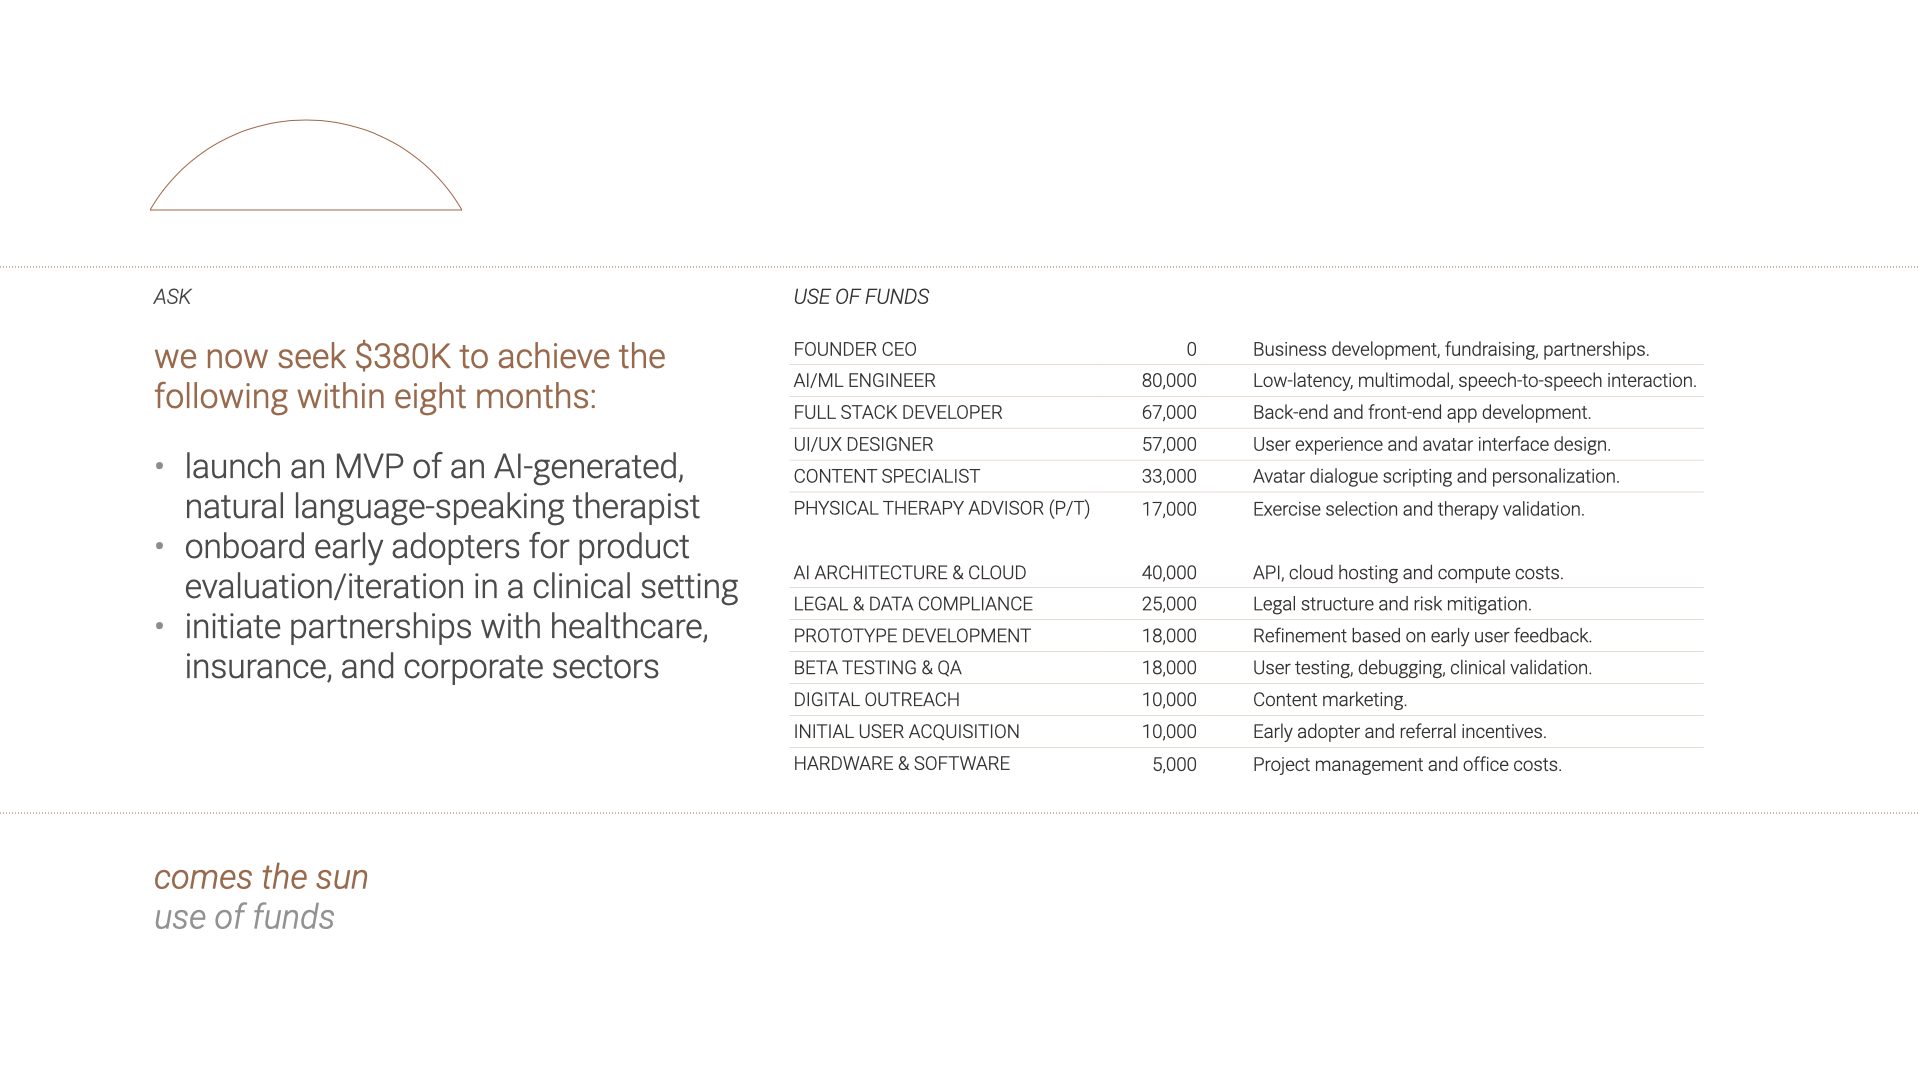 ASK
we now seek $380K to achieve the
following within eight months:
• launch an MVP of an AI-generated,
natural language-speaking therapist
• onboard early adopters for product
evaluation/iteration in a clinical setting
• initiate partnerships with healthcare,
insurance, and corporate sectors
USE OF FUNDS
FOUNDER CEO 0 Business development, fundraising, partnerships.
AI/ML ENGINEER 80,000 Low-latency, multimodal, speech-to-speech interaction.
FULL STACK DEVELOPER 67,000 Back-end and front-end app development.
UI/UX DESIGNER 57,000 User experience and avatar interface design.
CONTENT SPECIALIST 33,000 Avatar dialogue scripting and personalization.
PHYSICAL THERAPY ADVISOR (P/T) 17,000 Exercise selection and therapy validation.
AI ARCHITECTURE & CLOUD 40,000 API, cloud hosting and compute costs.
LEGAL & DATA COMPLIANCE 25,000 Legal structure and risk mitigation.
PROTOTYPE DEVELOPMENT 18,000 Refinement based on early user feedback.
BETA TESTING & QA 18,000 User testing, debugging, clinical validation.
DIGITAL OUTREACH 10,000 Content marketing.
INITIAL USER ACQUISITION 10,000 Early adopter and referral incentives.
HARDWARE & SOFTWARE 5,000 Project management and office costs.
comes the sun
use of funds